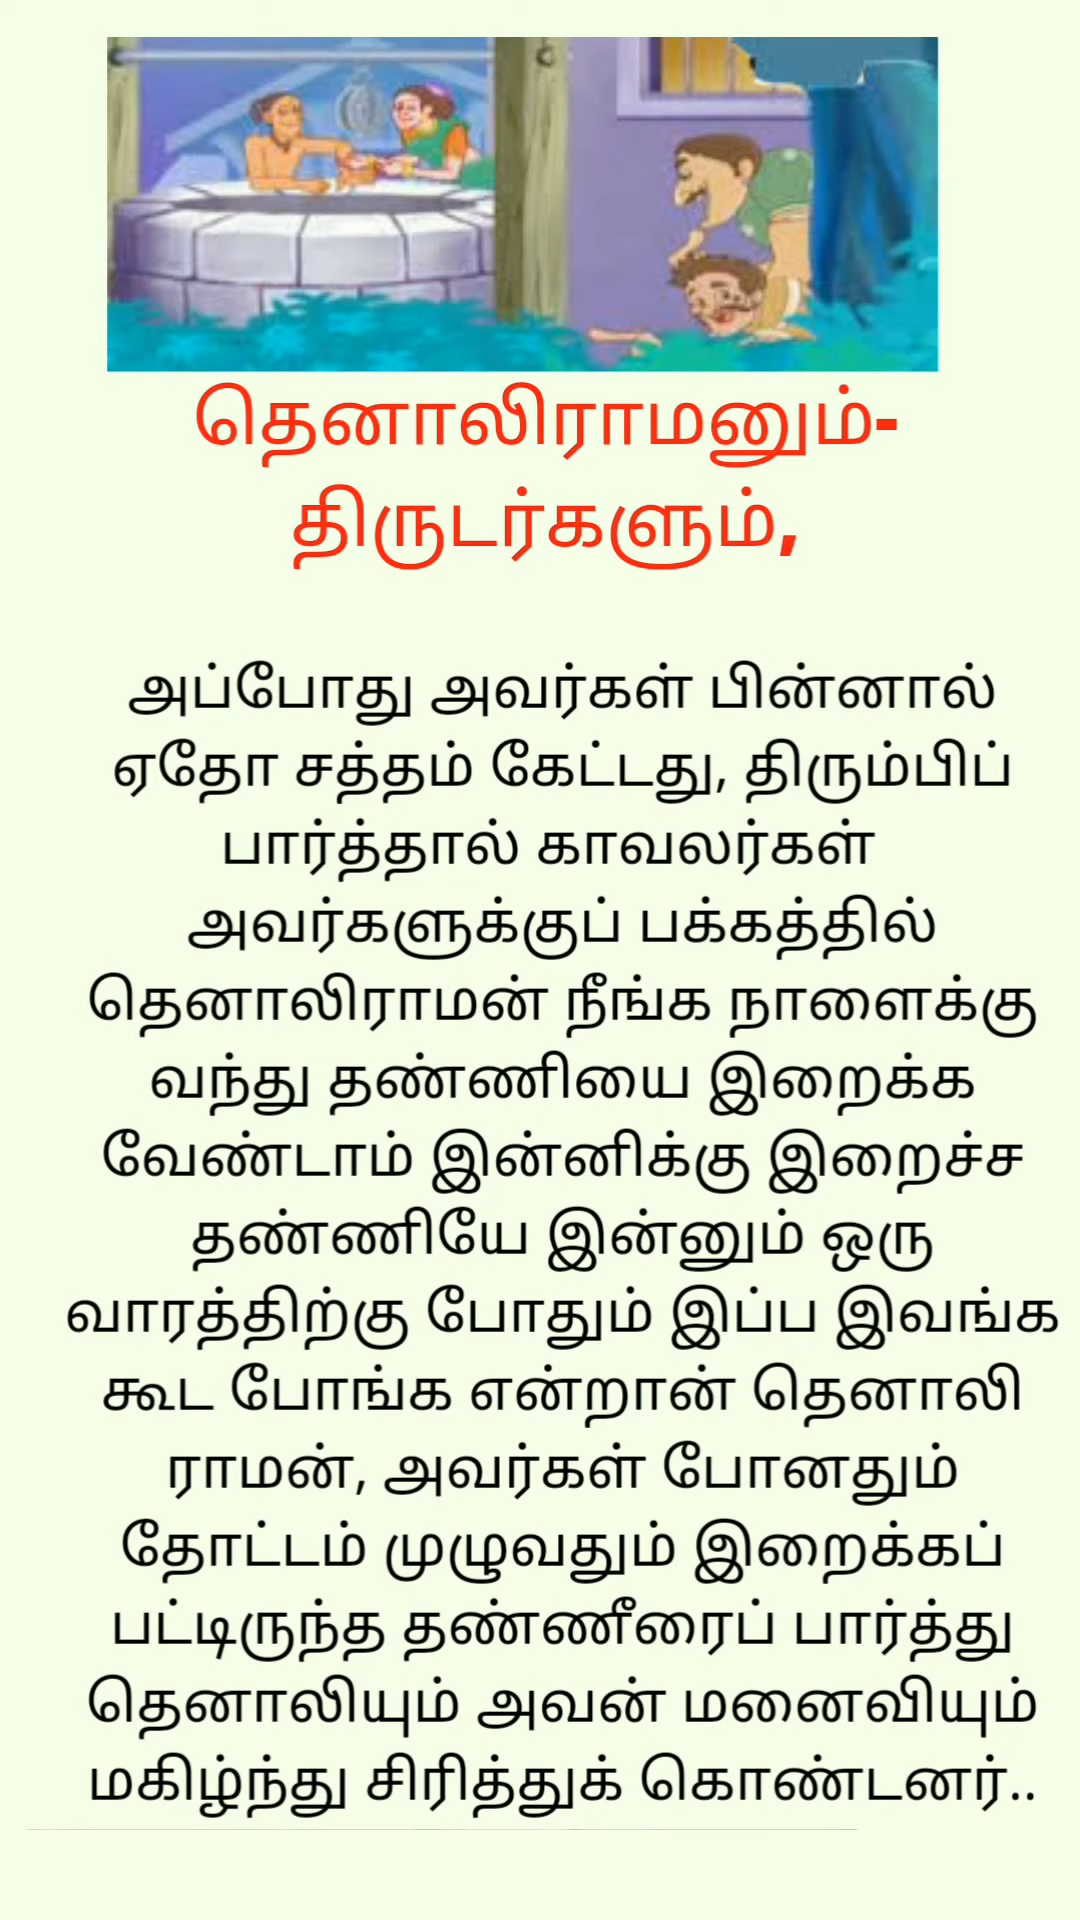 தெனாலிராமனும்-
திருடர்களும்,
அப்போது அவர்கள் பின்னால்
ஏதோ சத்தம் கேட்டது, திரும்பிப்
பார்த்தால் காவலர்கள்
அவர்களுக்குப் பக்கத்தில்
தெனாலிராமன் நீங்க நாளைக்கு
வந்து தண்ணியை இறைக்க
வேண்டாம் இன்னிக்கு இறைச்ச
தண்ணியே இன்னும் ஒரு
வாரத்திற்கு போதும் இப்ப இவங்க
கூட போங்க என்றான் தெனாலி
ராமன், அவர்கள் போனதும்
தோட்டம் முழுவதும் இறைக்கப்
பட்டிருந்த தண்ணீரைப் பார்த்து
தெனாலியும் அவன் மனைவியும்
மகிழ்ந்து சிரித்துக் கொண்டனர்..